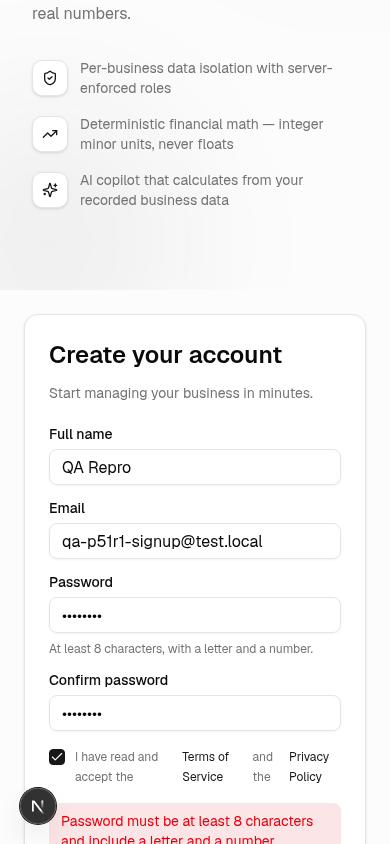 real numbers.
Per-business data isolation with server-
enforced roles
Deterministic financial math — integer
minor units, never floats
AI copilot that calculates from your
recorded business data
Create your account
Start managing your business in minutes.
Full name
QA Repro
Email
qa-p51r1-signup@test.local
Password
••••••••
At least 8 characters, with a letter and a number.
Confirm password
••••••••
I have read and accept the Terms of Service and the Privacy Policy
N
Password must be at least 8 characters
and include a letter and a number.